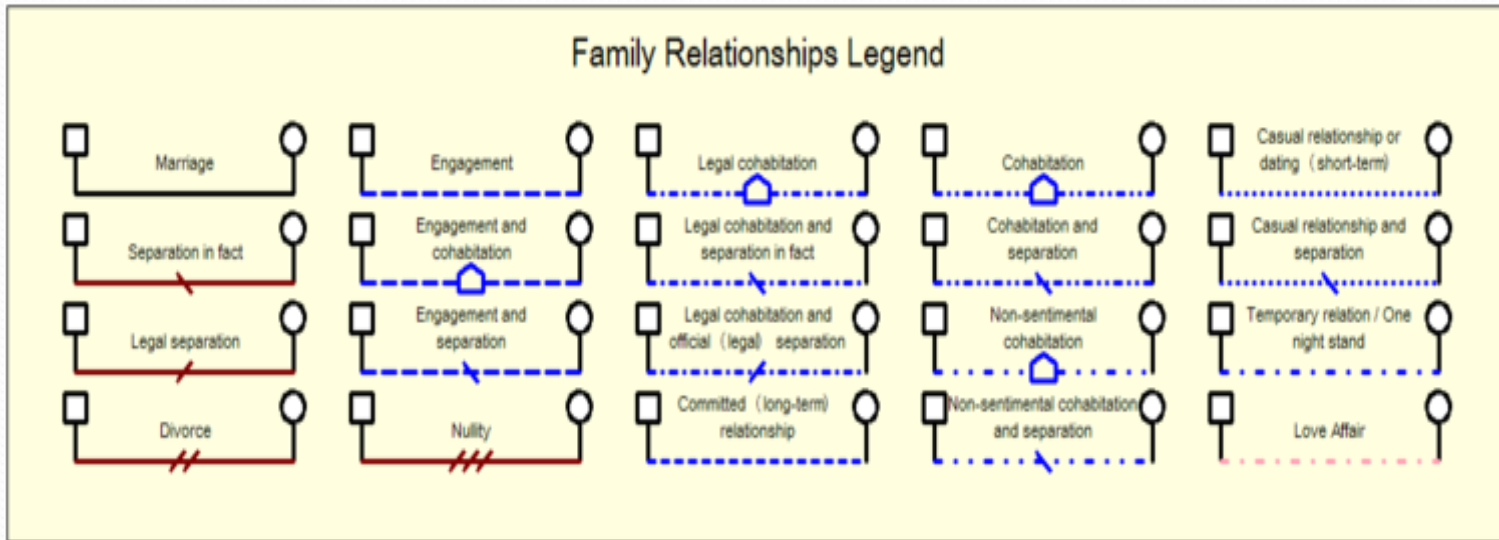 Family Relationships Legend
Marriage
Engagement
Legal cohabitation
Cohabitation
Casual relationship or
dating (short-term)
Separation in fact
Engagement and
cohabitation
Legal cohabitation and
separation in fact
Cohabitation and
separation
Casual relationship and
separation
Legal separation
Engagement and
separation
Legal cohabitation and
official (legal) separation
Non-sentimental
cohabitation
Temporary relation / One
night stand
Divorce
Nullity
Committed (long-term)
relationship
Non-sentimental cohabitation
and separation
Love Affair